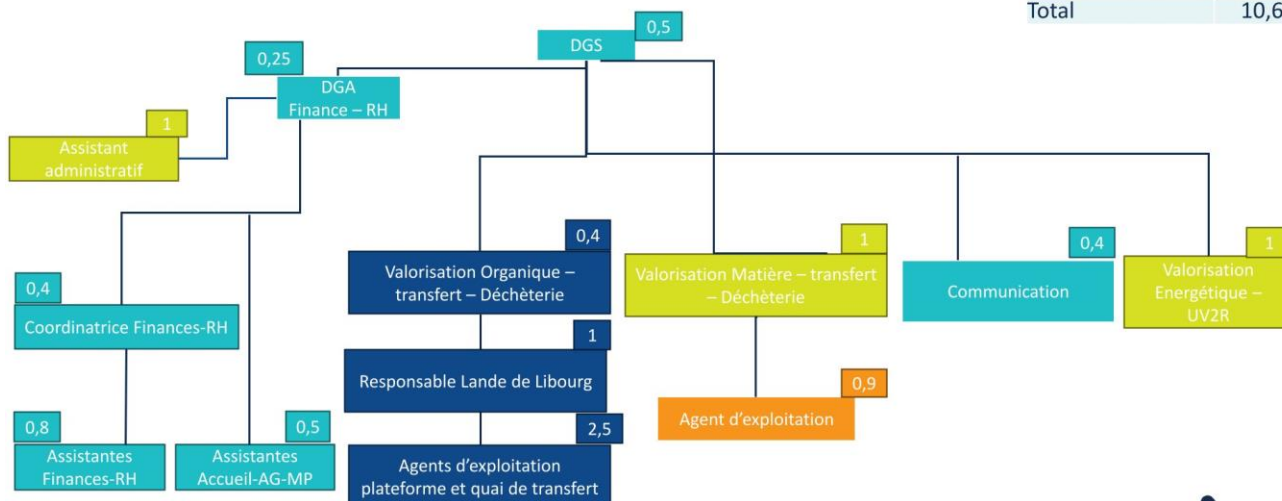 Total 10,6
0,5
DGS
0,25
DGA
Finance – RH
1
Assistant
administratif
0,4
Valorisation Organique –
transfert – Déchèterie
1
Valorisation Matière – transfert
– Déchèterie
0,4
Communication
1
Valorisation
Energétique –
UV2R
0,4
Coordinatrice Finances-RH
1
Responsable Lande de Libourg
0,9
Agent d'exploitation
0,8
Assistantes
Finances-RH
0,5
Assistantes
Accueil-AG-MP
2,5
Agents d'exploitation
plateforme et quai de transfert